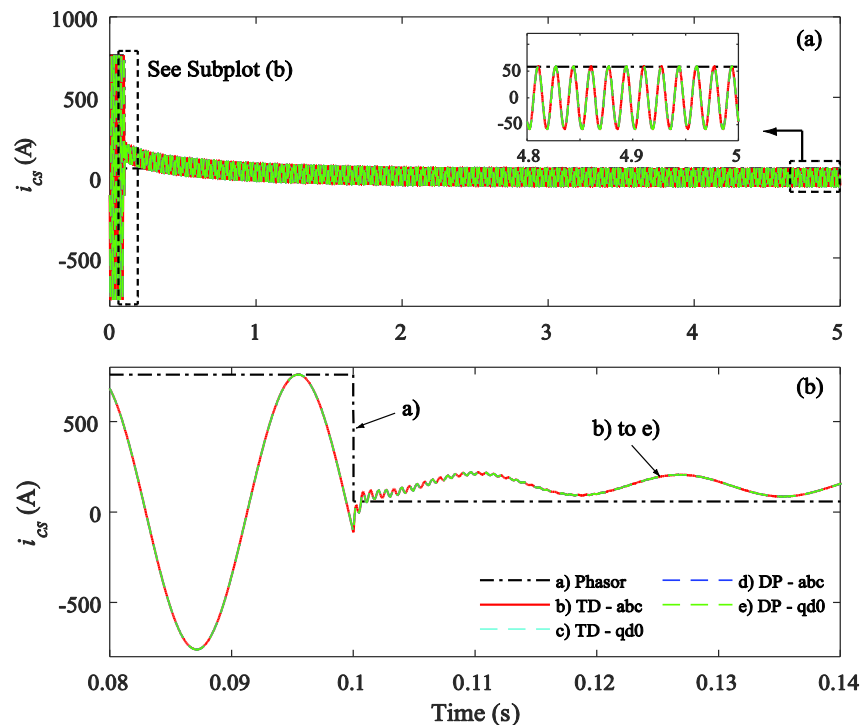 1000
(a)
See Subplot (b)
500
50
0
-50
i_cs (A)
0
4.8 4.9 5
-500
0 1 2 3 4 5
(b)
500
a)
b) to e)
i_cs (A)
0
a) Phasor
d) DP - abc
-500
b) TD - abc
e) DP - qd0
c) TD - qd0
0.08 0.09 0.1 0.11 0.12 0.13 0.14
Time (s)